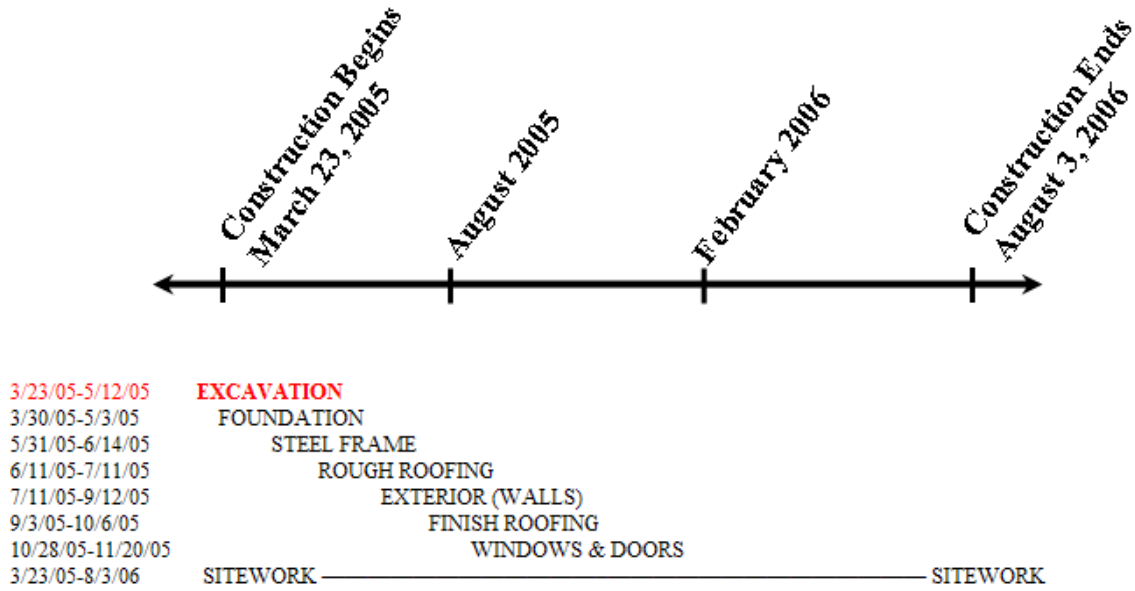 Construction Begins
March 23, 2005
August 2005
February 2006
Construction Ends
August 3, 2006
3/23/05-5/12/05 EXCAVATION
3/30/05-5/3/05 FOUNDATION
5/31/05-6/14/05 STEEL FRAME
6/11/05-7/11/05 ROUGH ROOFING
7/11/05-9/12/05 EXTERIOR (WALLS)
9/3/05-10/6/05 FINISH ROOFING
10/28/05-11/20/05 WINDOWS & DOORS
3/23/05-8/3/06 SITEWORK SITEWORK